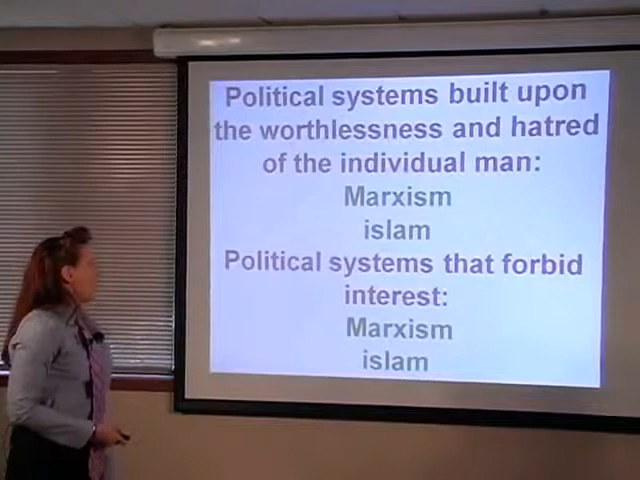 Political systems built upon
the worthlessness and hatred
of the individual man:
Marxism
islam
Political systems that forbid
interest:
Marxism
islam